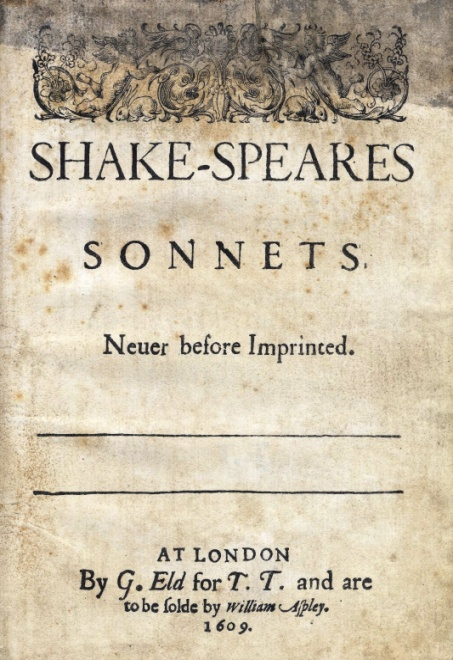 SHAKE-SPEARES
SONNETS.
Neuer before Imprinted.
AT LONDON
By G. Eld for T. T. and are
to be ſolde by William Aſpley.
1609.